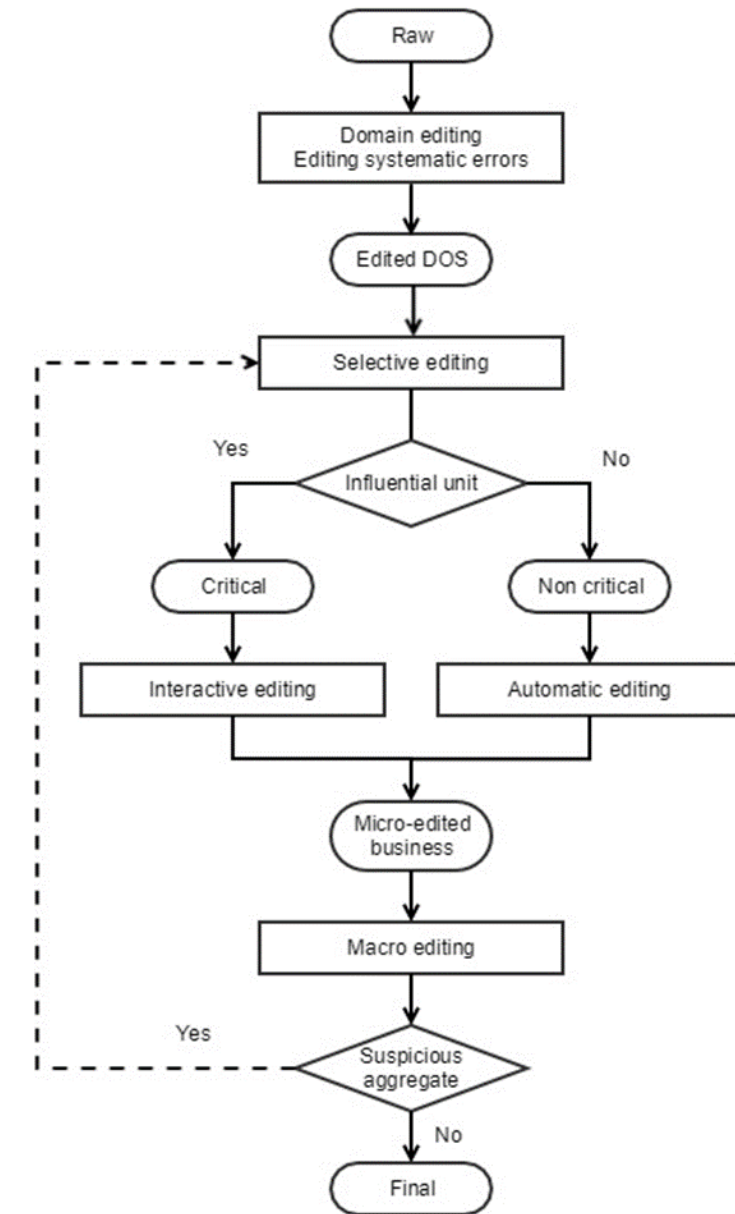 Raw
Domain editing
Editing systematic errors
Edited DOS
Selective editing
Yes
No
Influential unit
Critical
Non critical
Interactive editing
Automatic editing
Micro-edited
business
Macro editing
Yes
Suspicious
aggregate
No
Final